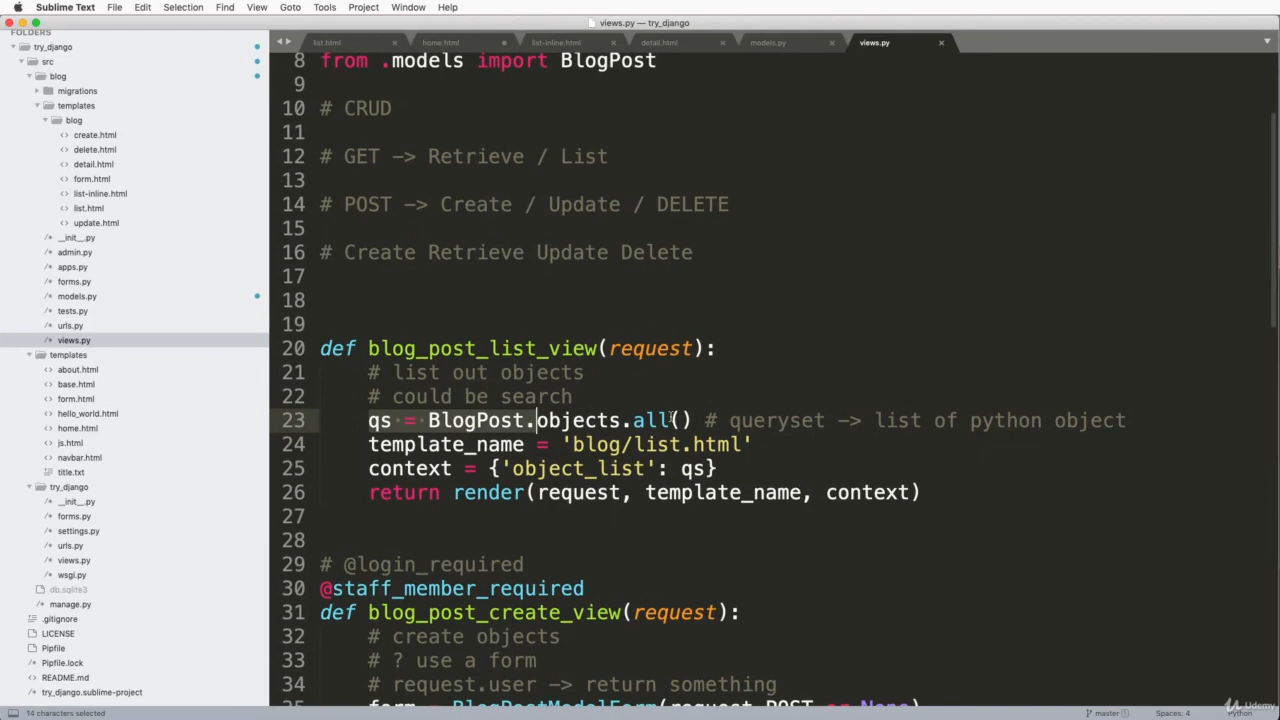 Sublime Text File Edit Selection Find View Goto Tools Project Window Help
views.py — try_django
FOLDERS
try_django
src
blog
migrations
templates
blog
create.html
delete.html
detail.html
form.html
list-inline.html
list.html
update.html
__init__.py
admin.py
apps.py
forms.py
models.py
tests.py
urls.py
views.py
templates
about.html
base.html
form.html
hello_world.html
home.html
js.html
navbar.html
title.txt
try_django
__init__.py
forms.py
settings.py
urls.py
views.py
wsgi.py
db.sqlite3
manage.py
.gitignore
LICENSE
Pipfile
Pipfile.lock
README.md
try_django.sublime-project
list.html home.html list-inline.html detail.html models.py views.py
8 from .models import BlogPost
9
10 # CRUD
11
12 # GET -> Retrieve / List
13
14 # POST -> Create / Update / DELETE
15
16 # Create Retrieve Update Delete
17
18
19
20 def blog_post_list_view(request):
21 # list out objects
22 # could be search
23 qs = BlogPost.objects.all() # queryset -> list of python object
24 template_name = 'blog/list.html'
25 context = {'object_list': qs}
26 return render(request, template_name, context)
27
28
29 # @login_required
30 @staff_member_required
31 def blog_post_create_view(request):
32 # create objects
33 # ? use a form
34 # request.user -> return something
35 form = BlogPostModelForm(request.POST or None)
14 characters selected
master
Spaces: 4
Python
Udemy